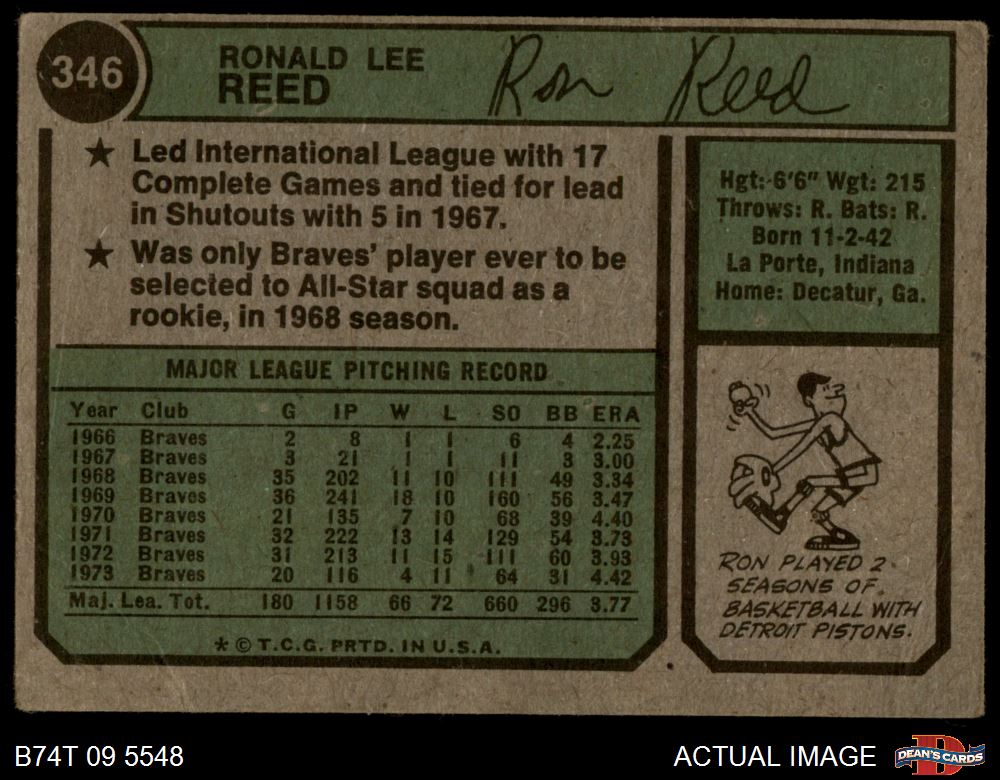 346
RONALD LEE
REED
Ron Reed
★ Led International League with 17
Complete Games and tied for lead
in Shutouts with 5 in 1967.
★ Was only Braves' player ever to be
selected to All-Star squad as a
rookie, in 1968 season.
Hgt: 6'6" Wgt: 215
Throws: R. Bats: R.
Born 11-2-42
La Porte, Indiana
Home: Decatur, Ga.
MAJOR LEAGUE PITCHING RECORD
Year Club G IP W L SO BB ERA
1966 Braves 2 8 1 1 6 4 2.25
1967 Braves 3 21 1 1 11 3 3.00
1968 Braves 35 202 11 10 111 49 3.34
1969 Braves 36 241 18 10 160 56 3.47
1970 Braves 21 135 7 10 68 39 4.40
1971 Braves 32 222 13 14 129 54 3.73
1972 Braves 31 213 11 15 111 60 3.93
1973 Braves 20 116 4 11 64 31 4.42
Maj. Lea. Tot. 180 1158 66 72 660 296 3.77
* © T.C.G. PRTD. IN U.S.A.
RON PLAYED 2
SEASONS OF
BASKETBALL WITH
DETROIT PISTONS.
B74T 09 5548
ACTUAL IMAGE
D
DEAN'S CARDS